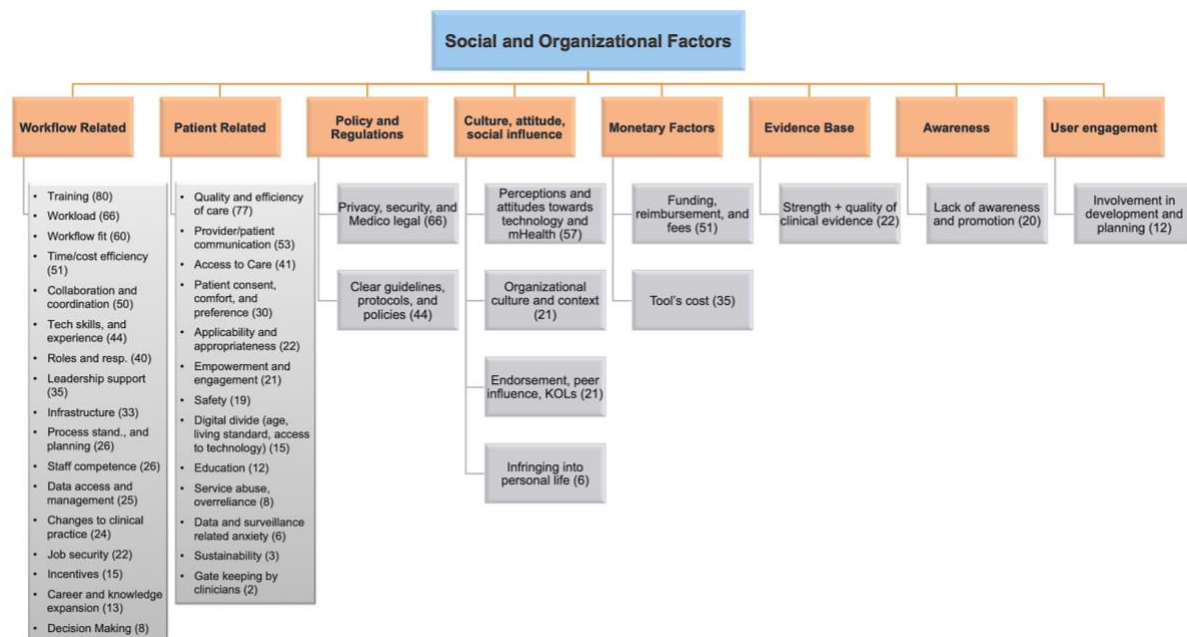 Social and Organizational Factors
Workflow Related
Training (80)
Workload (66)
Workflow fit (60)
Time/cost efficiency
(51)
Collaboration and
coordination (50)
Tech skills, and
experience (44)
Roles and resp. (40)
Leadership support
(35)
Infrastructure (33)
Process stand., and
planning (26)
Staff competence (26)
Data access and
management (25)
Changes to clinical
practice (24)
Job security (22)
Incentives (15)
Career and knowledge
expansion (13)
Decision Making (8)
Patient Related
Quality and efficiency
of care (77)
Provider/patient
communication (53)
Access to Care (41)
Patient consent,
comfort, and
preference (30)
Applicability and
appropriateness (22)
Empowerment and
engagement (21)
Safety (19)
Digital divide (age,
living standard, access
to technology) (15)
Education (12)
Service abuse,
overreliance (8)
Data and surveillance
related anxiety (6)
Sustainability (3)
Gate keeping by
clinicians (2)
Policy and
Regulations
Privacy, security, and
Medico legal (66)
Clear guidelines,
protocols, and
policies (44)
Culture, attitude,
social influence
Perceptions and
attitudes towards
technology and
mHealth (57)
Organizational
culture and context
(21)
Endorsement, peer
influence, KOLs (21)
Infringing into
personal life (6)
Monetary Factors
Funding,
reimbursement, and
fees (51)
Tool's cost (35)
Evidence Base
Strength + quality of
clinical evidence (22)
Awareness
Lack of awareness
and promotion (20)
User engagement
Involvement in
development and
planning (12)